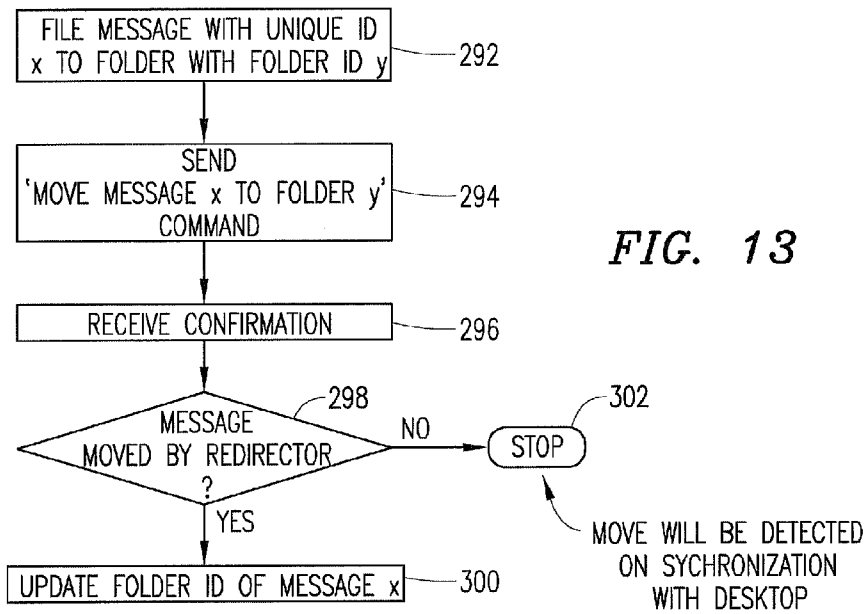 FILE MESSAGE WITH UNIQUE ID
x TO FOLDER WITH FOLDER ID y
292
SEND
'MOVE MESSAGE x TO FOLDER y'
COMMAND
294
FIG. 13
RECEIVE CONFIRMATION
296
298
MESSAGE
MOVED BY REDIRECTOR
?
NO
302
STOP
YES
MOVE WILL BE DETECTED
ON SYCHRONIZATION
WITH DESKTOP
UPDATE FOLDER ID OF MESSAGE x
300